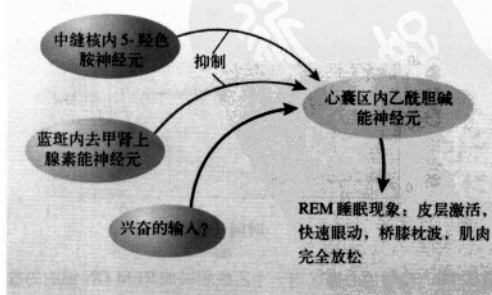 中缝核内 5-羟色
胺神经元
抑制
蓝斑内去甲肾上
腺素能神经元
心囊区内乙酰胆碱
能神经元
兴奋的输入?
REM 睡眠现象：皮层激活，
快速眼动，桥膝枕波，肌肉
完全放松